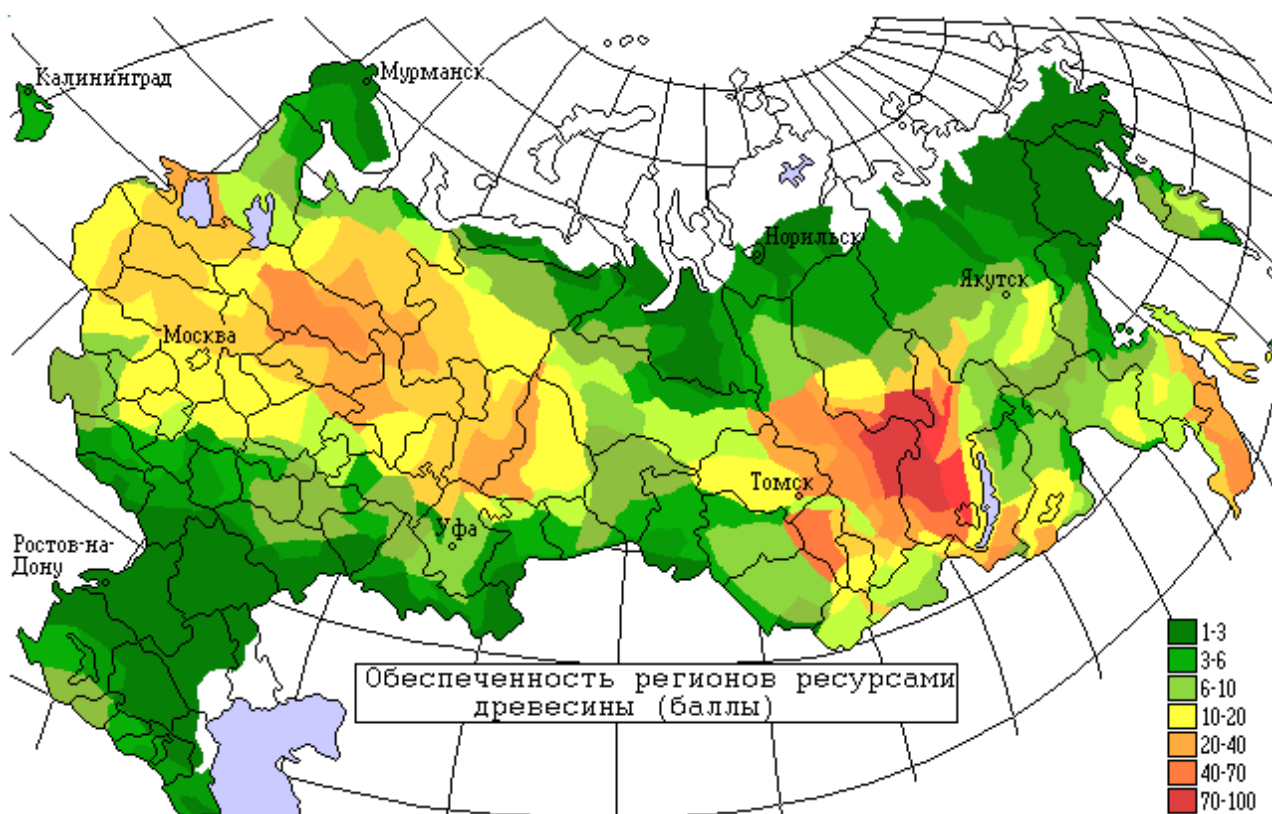 Калининград
Мурманск
Норильск
Якутск
Москва
Томск
Уфа
Ростов-на-
Дону
Обеспеченность регионов ресурсами
древесины (баллы)
1-3
3-6
6-10
10-20
20-40
40-70
70-100